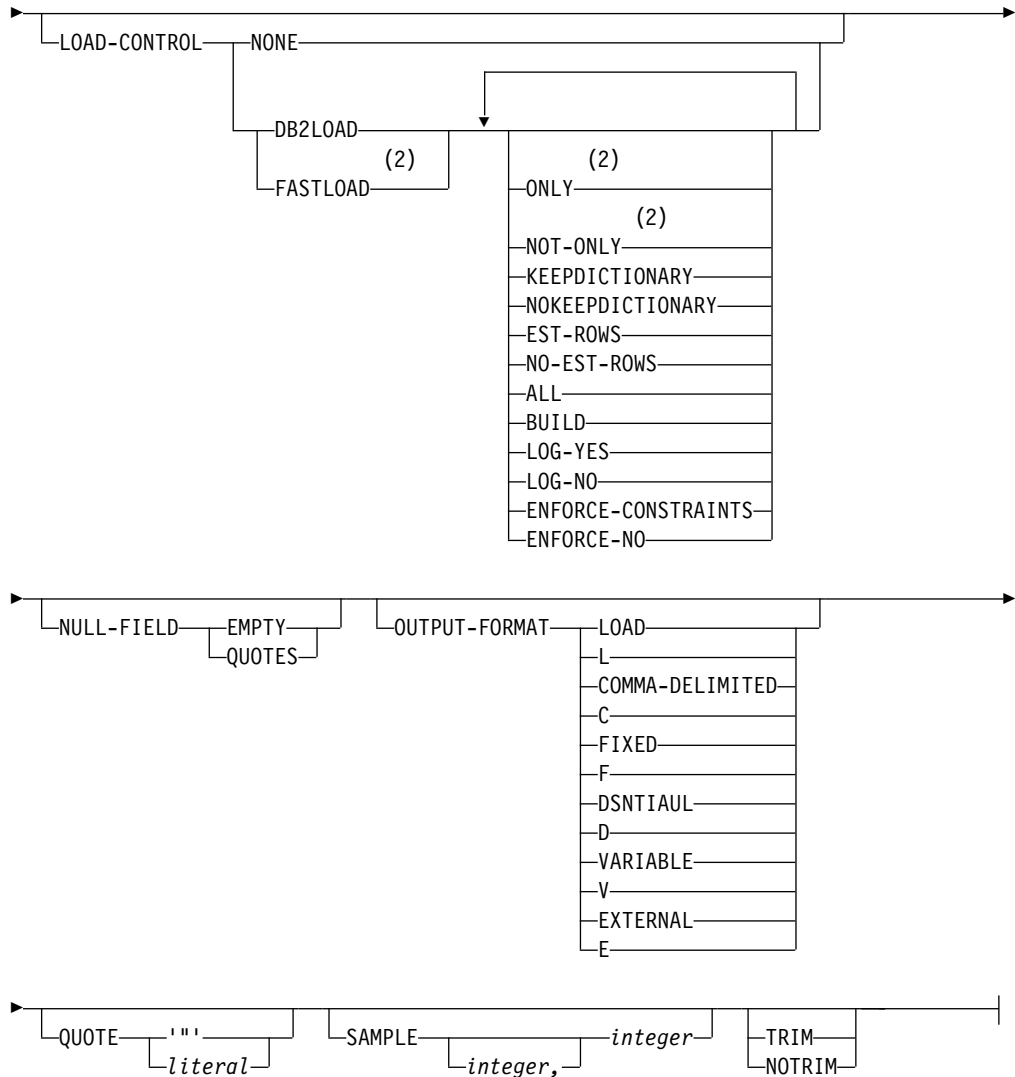 LOAD-CONTROL NONE
DB2LOAD
(2) (2)
FASTLOAD ONLY
(2)
NOT-ONLY
KEEPDICTIONARY
NOKEEPDICTIONARY
EST-ROWS
NO-EST-ROWS
ALL
BUILD
LOG-YES
LOG-NO
ENFORCE-CONSTRAINTS
ENFORCE-NO
NULL-FIELD EMPTY OUTPUT-FORMAT LOAD
QUOTES L
COMMA-DELIMITED
C
FIXED
F
DSNTIAUL
D
VARIABLE
V
EXTERNAL
E
QUOTE '"' SAMPLE integer TRIM
literal integer, NOTRIM